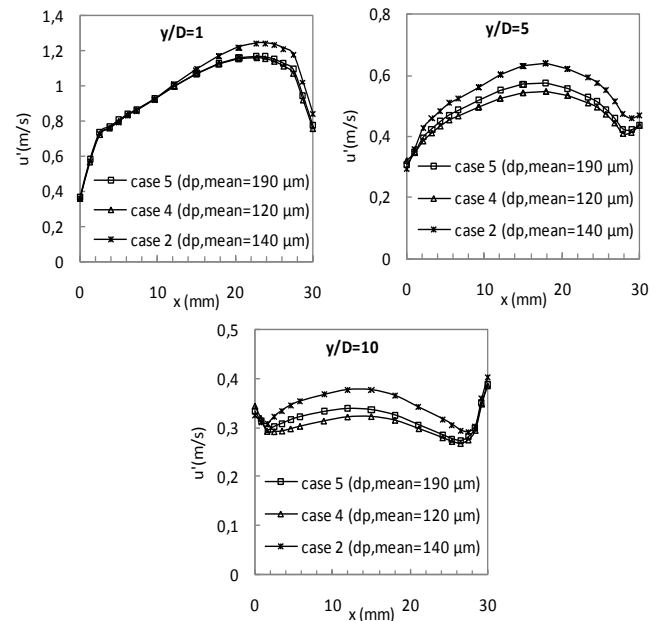 y/D=1
1,4
1,2
1
0,8
0,6
0,4
0,2
0
u'(m/s)
case 5 (dp,mean=190 µm)
case 4 (dp,mean=120 µm)
case 2 (dp,mean=140 µm)
0 10 20 30
x (mm)
y/D=5
0,8
0,6
0,4
0,2
0
u'(m/s)
case 5 (dp,mean=190 µm)
case 4 (dp,mean=120 µm)
case 2 (dp,mean=140 µm)
0 10 20 30
x (mm)
y/D=10
0,5
0,4
0,3
0,2
0,1
0
u'(m/s)
case 5 (dp,mean=190 µm)
case 4 (dp,mean=120 µm)
case 2 (dp,mean=140 µm)
0 10 20 30
x (mm)